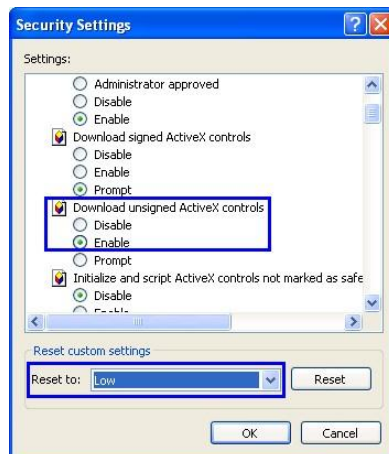 Security Settings
Settings:
Administrator approved
Disable
Enable
Download signed ActiveX controls
Disable
Enable
Prompt
Download unsigned ActiveX controls
Disable
Enable
Prompt
Initialize and script ActiveX controls not marked as safe
Disable
Enable
Reset custom settings
Reset to: Low Reset
OK Cancel